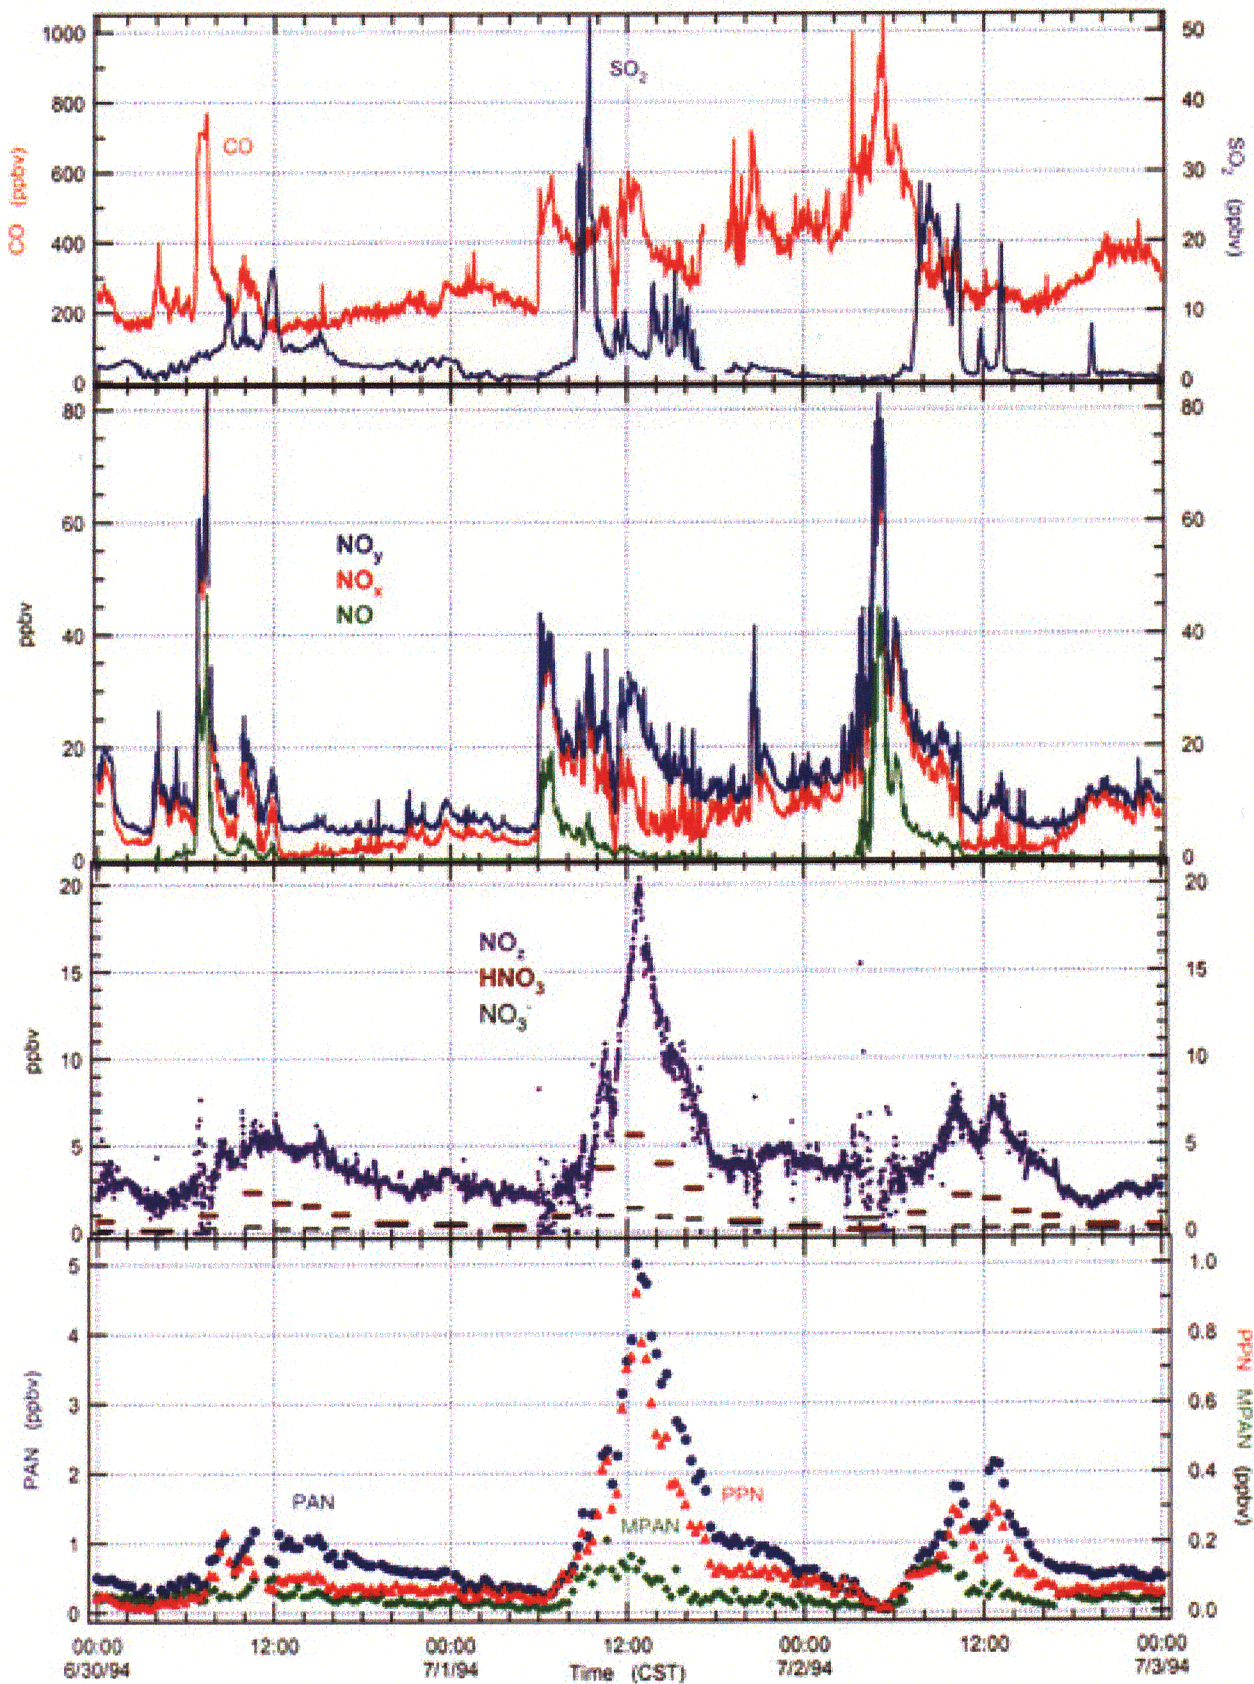 1000
800
600
400
200
0
CO (ppbv)
CO
SO2
50
40
30
20
10
0
SO2 (ppbv)
80
60
40
20
0
ppbv
NOy
NOx
NO
80
60
40
20
0
20
15
10
5
0
ppbv
NOz
HNO3
NO3-
20
15
10
5
0
5
4
3
2
1
0
PAN (ppbv)
PAN
MPAN
PPN
1.0
0.8
0.6
0.4
0.2
0.0
PPN MPAN (ppbv)
00:00 12:00 00:00 12:00 00:00 12:00 00:00
6/30/94 7/1/94 Time (CST) 7/2/94 7/3/94